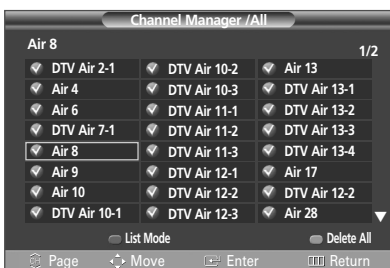 Channel Manager /All
Air 8
1/2
DTV Air 2-1 DTV Air 10-2 Air 13
Air 4 DTV Air 10-3 DTV Air 13-1
Air 6 DTV Air 11-1 DTV Air 13-2
DTV Air 7-1 DTV Air 11-2 DTV Air 13-3
Air 8 DTV Air 11-3 DTV Air 13-4
Air 9 DTV Air 12-1 Air 17
Air 10 DTV Air 12-2 DTV Air 12-2
DTV Air 10-1 DTV Air 12-3 Air 28
List Mode Delete All
Page Move Enter Return